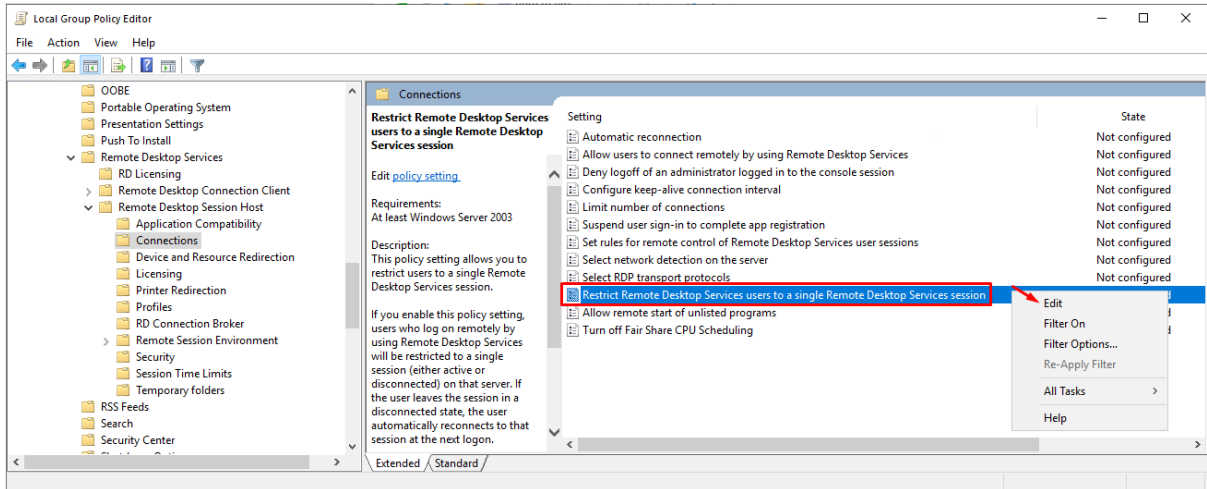 Local Group Policy Editor
File Action View Help
OOBE
Portable Operating System
Presentation Settings
Push To Install
Remote Desktop Services
RD Licensing
Remote Desktop Connection Client
Remote Desktop Session Host
Application Compatibility
Connections
Device and Resource Redirection
Licensing
Printer Redirection
Profiles
RD Connection Broker
Remote Session Environment
Security
Session Time Limits
Temporary folders
RSS Feeds
Search
Security Center
Connections
Restrict Remote Desktop Services
users to a single Remote Desktop
Services session
Edit policy setting
Requirements:
At least Windows Server 2003
Description:
This policy setting allows you to
restrict users to a single Remote
Desktop Services session.
If you enable this policy setting,
users who log on remotely by
using Remote Desktop Services
will be restricted to a single
session (either active or
disconnected) on that server. If
the user leaves the session in a
disconnected state, the user
automatically reconnects to that
session at the next logon.
Setting State
Automatic reconnection Not configured
Allow users to connect remotely by using Remote Desktop Services Not configured
Deny logoff of an administrator logged in to the console session Not configured
Configure keep-alive connection interval Not configured
Limit number of connections Not configured
Suspend user sign-in to complete app registration Not configured
Set rules for remote control of Remote Desktop Services user sessions Not configured
Select network detection on the server Not configured
Select RDP transport protocols Not configured
Restrict Remote Desktop Services users to a single Remote Desktop Services session
Allow remote start of unlisted programs
Turn off Fair Share CPU Scheduling
Edit
Filter On
Filter Options...
Re-Apply Filter
All Tasks
Help
Extended Standard